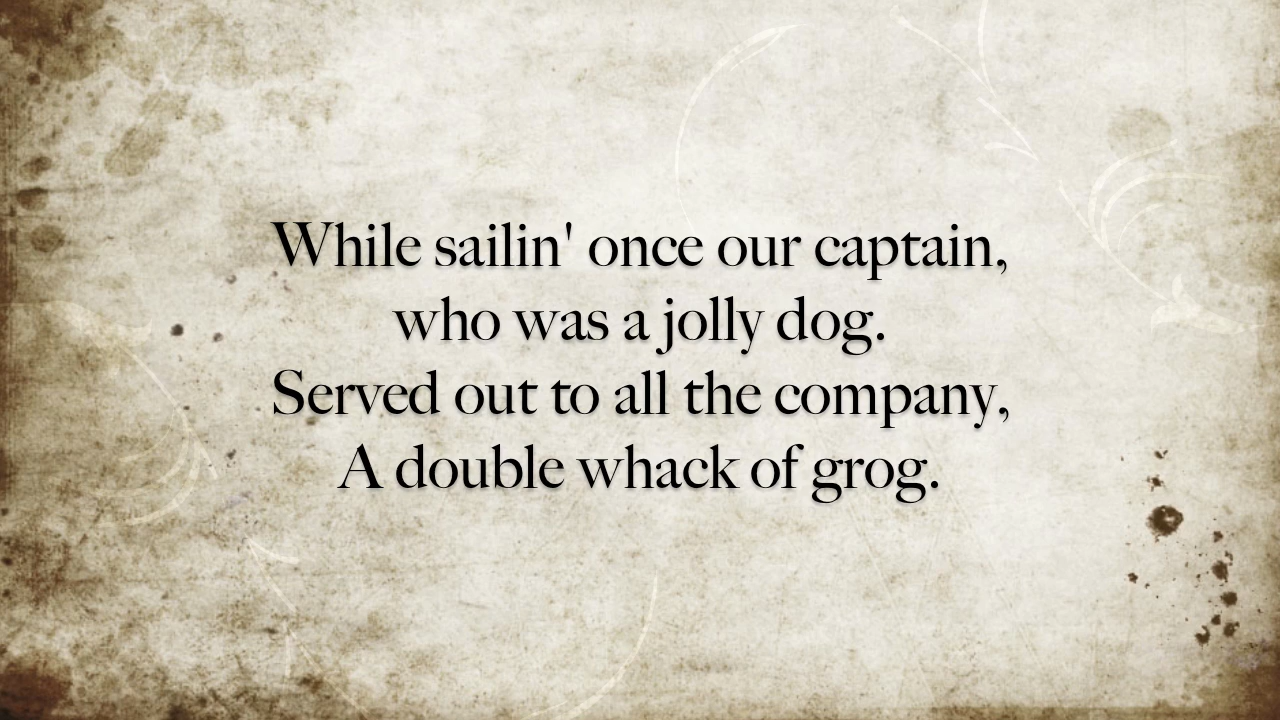 While sailin' once our captain,
who was a jolly dog.
Served out to all the company,
A double whack of grog.